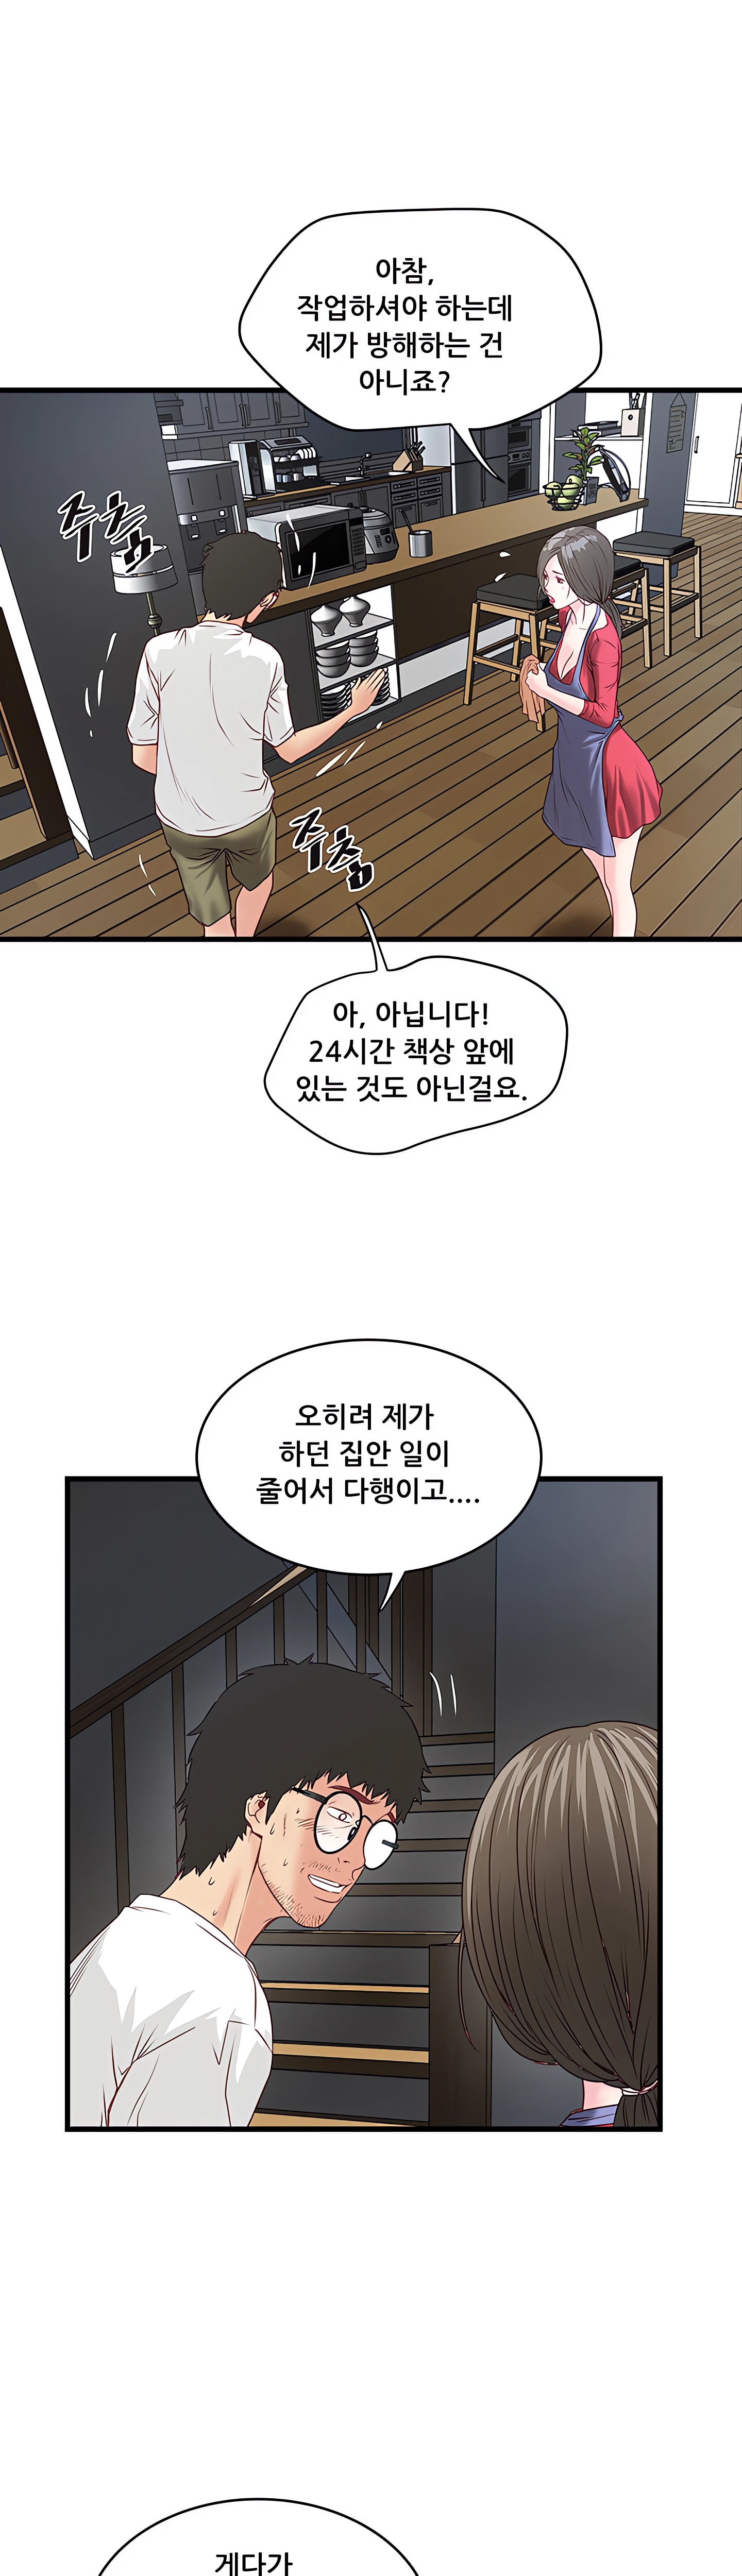 아참,
작업하셔야 하는데
제가 방해하는 건
아니죠?
주춤
주춤
아, 아닙니다!
24시간 책상 앞에
있는 것도 아닌걸요.
오히려 제가
하던 집안 일이
줄어서 다행이고....
게다가